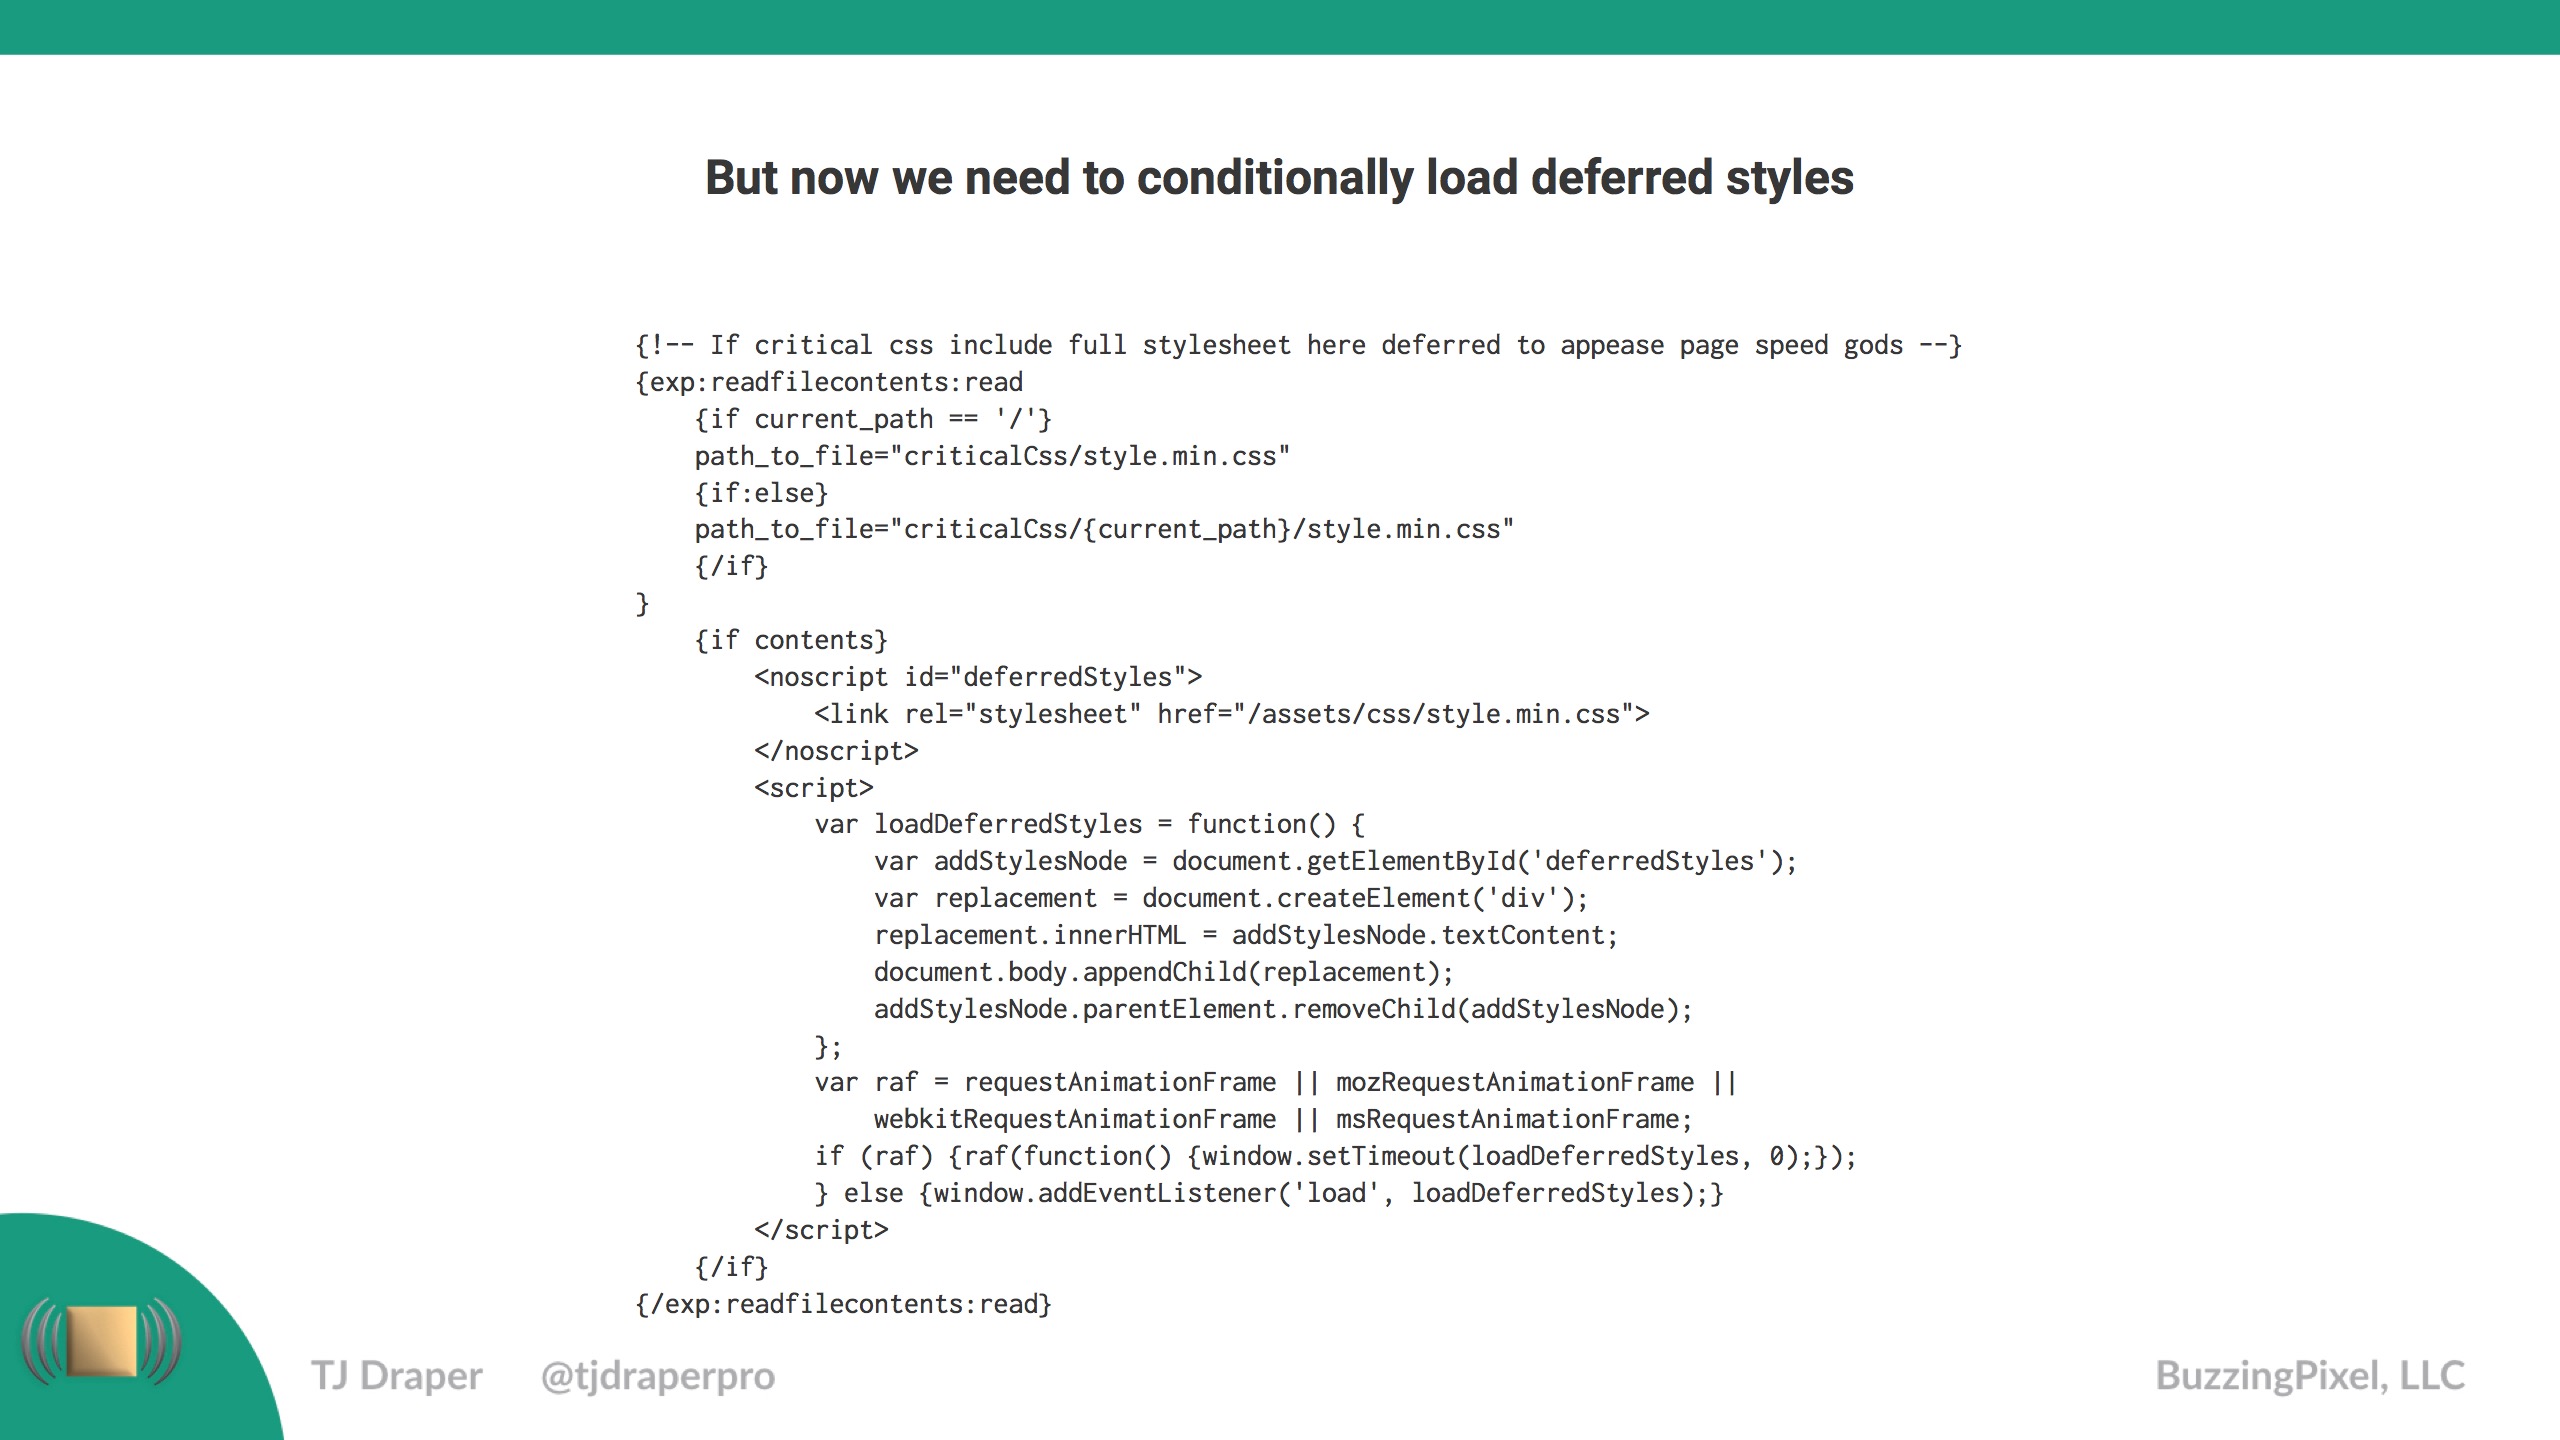 But now we need to conditionally load deferred styles
{!-- If critical css include full stylesheet here deferred to appease page speed gods --}
{exp:readfilecontents:read
    {if current_path == '/'}
    path_to_file="criticalCss/style.min.css"
    {if:else}
    path_to_file="criticalCss/{current_path}/style.min.css"
    {/if}
}
    {if contents}
        <noscript id="deferredStyles">
            <link rel="stylesheet" href="/assets/css/style.min.css">
        </noscript>
        <script>
            var loadDeferredStyles = function() {
                var addStylesNode = document.getElementById('deferredStyles');
                var replacement = document.createElement('div');
                replacement.innerHTML = addStylesNode.textContent;
                document.body.appendChild(replacement);
                addStylesNode.parentElement.removeChild(addStylesNode);
            };
            var raf = requestAnimationFrame || mozRequestAnimationFrame ||
                webkitRequestAnimationFrame || msRequestAnimationFrame;
            if (raf) {raf(function() {window.setTimeout(loadDeferredStyles, 0);});
            } else {window.addEventListener('load', loadDeferredStyles);}
        </script>
    {/if}
{/exp:readfilecontents:read}
TJ Draper @tjdraperpro BuzzingPixel, LLC